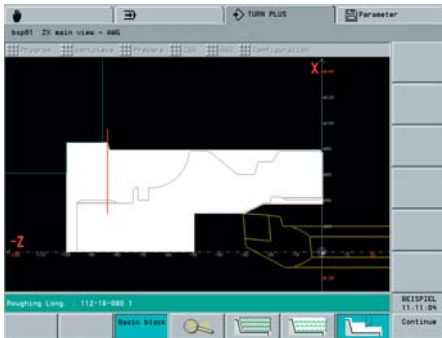 TURN PLUS
Parameter
bsp01 ZX main view - AWG
Program
Workpiece
Prepare
IAG
AWG
Configuration
X
-Z
Roughing Long. : 112-16-080.1
BEISPIEL
11:11:04
Basic block
Continue